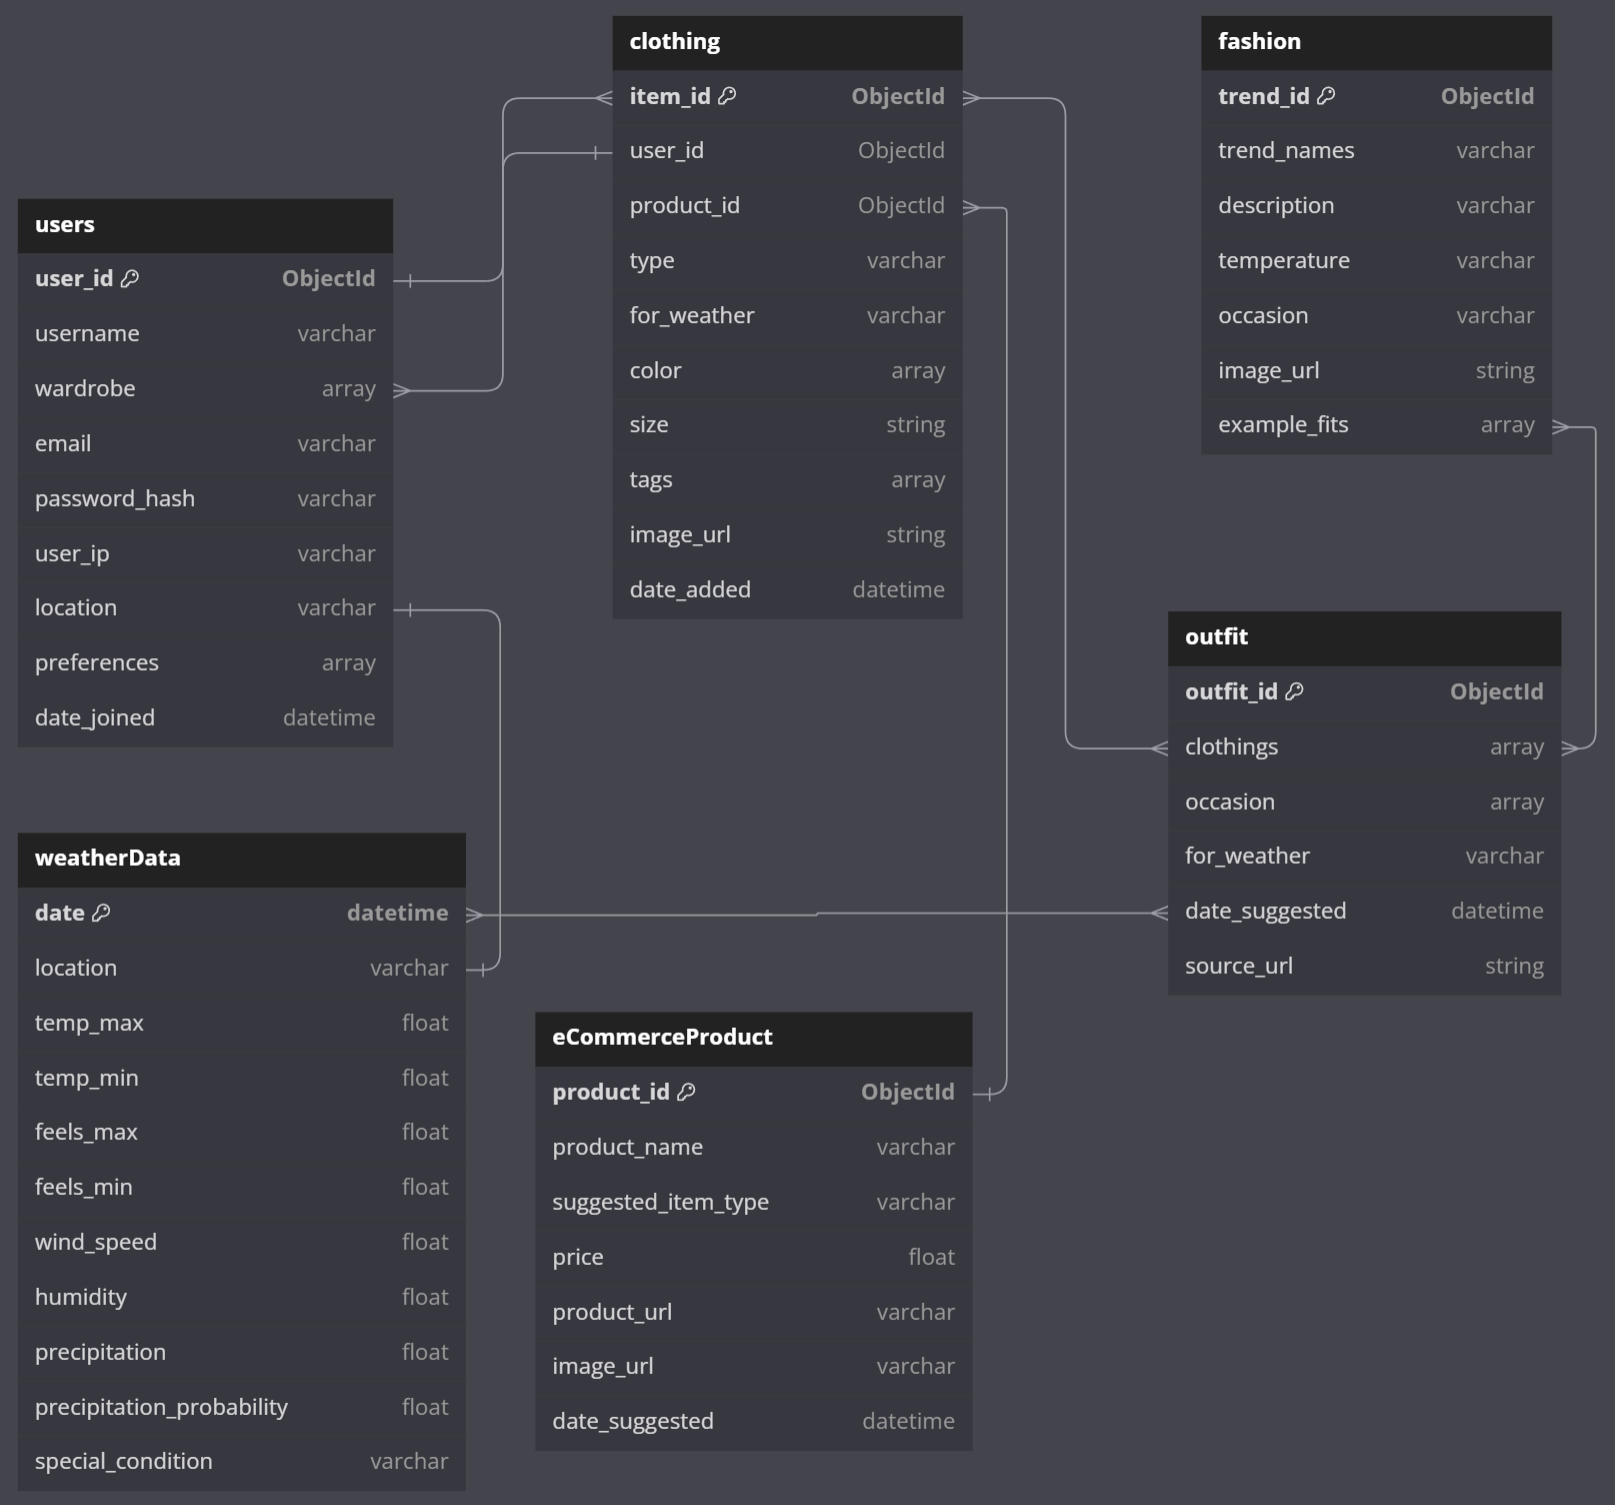 clothing
item_id ObjectId
user_id ObjectId
product_id ObjectId
type varchar
for_weather varchar
color array
size string
tags array
image_url string
date_added datetime
fashion
trend_id ObjectId
trend_names varchar
description varchar
temperature varchar
occasion varchar
image_url string
example_fits array
users
user_id ObjectId
username varchar
wardrobe array
email varchar
password_hash varchar
user_ip varchar
location varchar
preferences array
date_joined datetime
outfit
outfit_id ObjectId
clothings array
occasion array
for_weather varchar
date_suggested datetime
source_url string
weatherData
date datetime
location varchar
temp_max float
temp_min float
feels_max float
feels_min float
wind_speed float
humidity float
precipitation float
precipitation_probability float
special_condition varchar
eCommerceProduct
product_id ObjectId
product_name varchar
suggested_item_type varchar
price float
product_url varchar
image_url varchar
date_suggested datetime